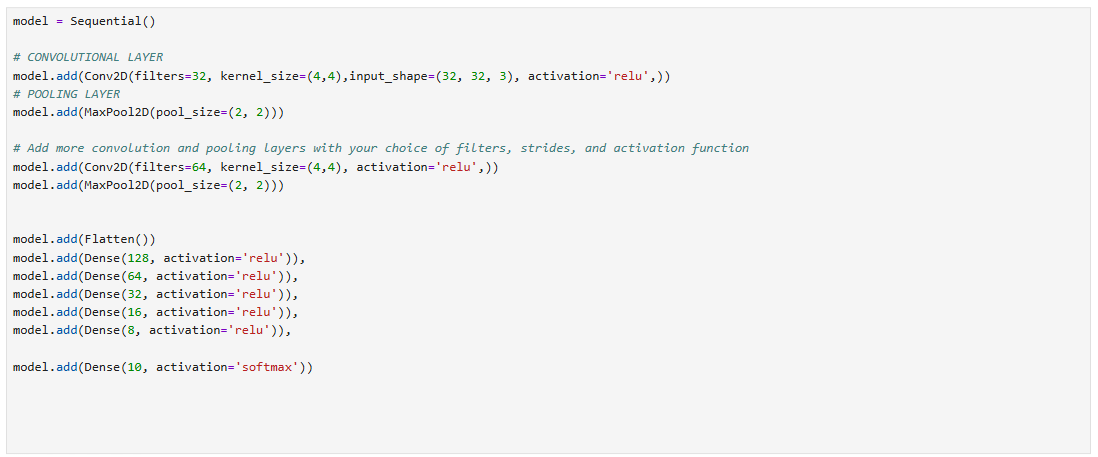 model = Sequential()
# CONVOLUTIONAL LAYER
model.add(Conv2D(filters=32, kernel_size=(4,4),input_shape=(32, 32, 3), activation='relu',))
# POOLING LAYER
model.add(MaxPool2D(pool_size=(2, 2)))
# Add more convolution and pooling layers with your choice of filters, strides, and activation function
model.add(Conv2D(filters=64, kernel_size=(4,4), activation='relu',))
model.add(MaxPool2D(pool_size=(2, 2)))
model.add(Flatten())
model.add(Dense(128, activation='relu')),
model.add(Dense(64, activation='relu')),
model.add(Dense(32, activation='relu')),
model.add(Dense(16, activation='relu')),
model.add(Dense(8, activation='relu')),
model.add(Dense(10, activation='softmax'))